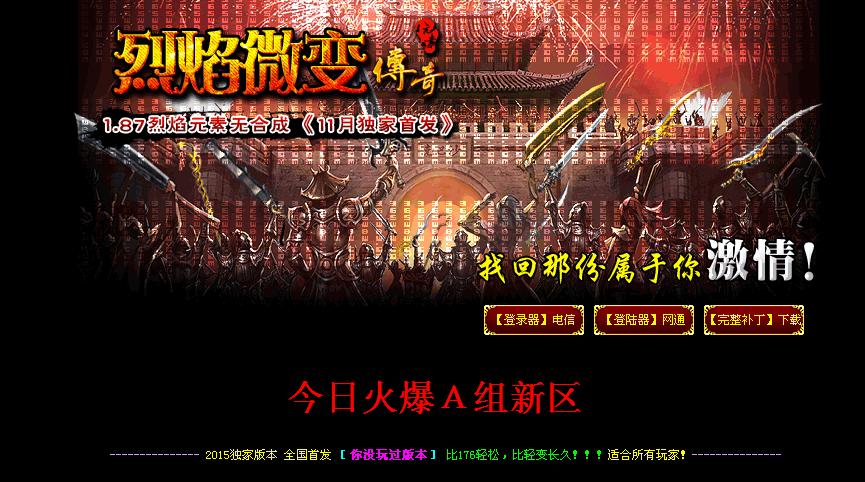 烈焰微变傳奇
1.87烈焰元素无合成《11月独家首发》
找回那份属于你激情!
【登录器】电信 【登陆器】网通 【完整补丁】下载
今日火爆A组新区
--------------- 2015独家版本 全国首发 【 你没玩过版本 】 比176轻松，比轻变长久！！！适合所有玩家! ---------------